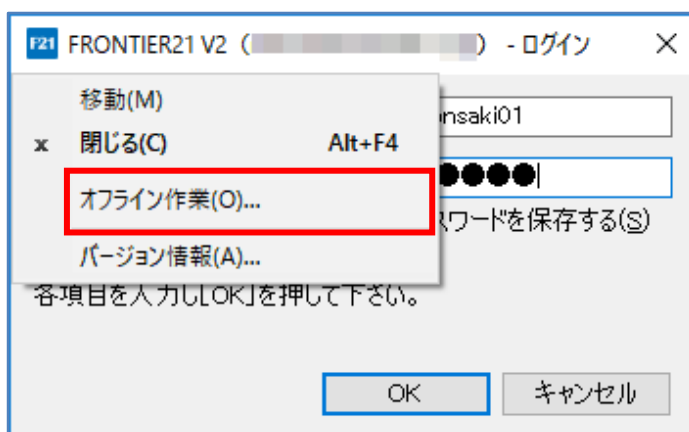 F21 FRONTIER21 V2 ( ) - ログイン ×
移動(M)
x 閉じる(C) Alt+F4
オフライン作業(O)...
バージョン情報(A)...
nsaki01
●●●●
スワードを保存する(S)
各項目を入力し[OK]を押して下さい。
OK キャンセル